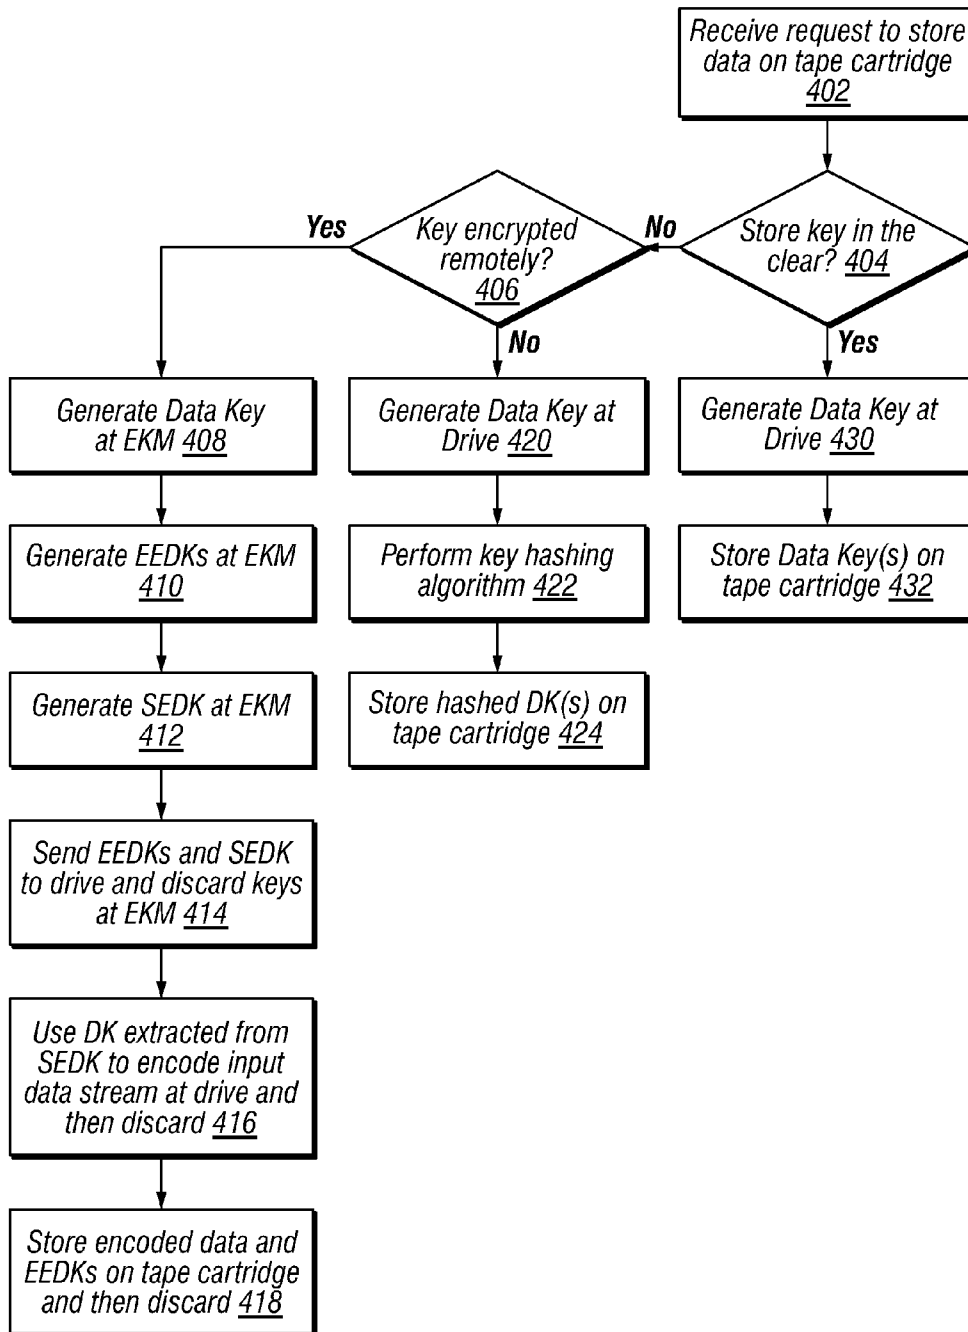 Receive request to store
data on tape cartridge
402
Store key in the
clear? 404
No
Yes
Key encrypted
remotely?
406
Yes
No
Generate Data Key
at EKM 408
Generate Data Key at
Drive 420
Generate Data Key at
Drive 430
Generate EEDKs at EKM
410
Perform key hashing
algorithm 422
Store Data Key(s) on
tape cartridge 432
Generate SEDK at EKM
412
Store hashed DK(s) on
tape cartridge 424
Send EEDKs and SEDK
to drive and discard keys
at EKM 414
Use DK extracted from
SEDK to encode input
data stream at drive and
then discard 416
Store encoded data and
EEDKs on tape cartridge
and then discard 418